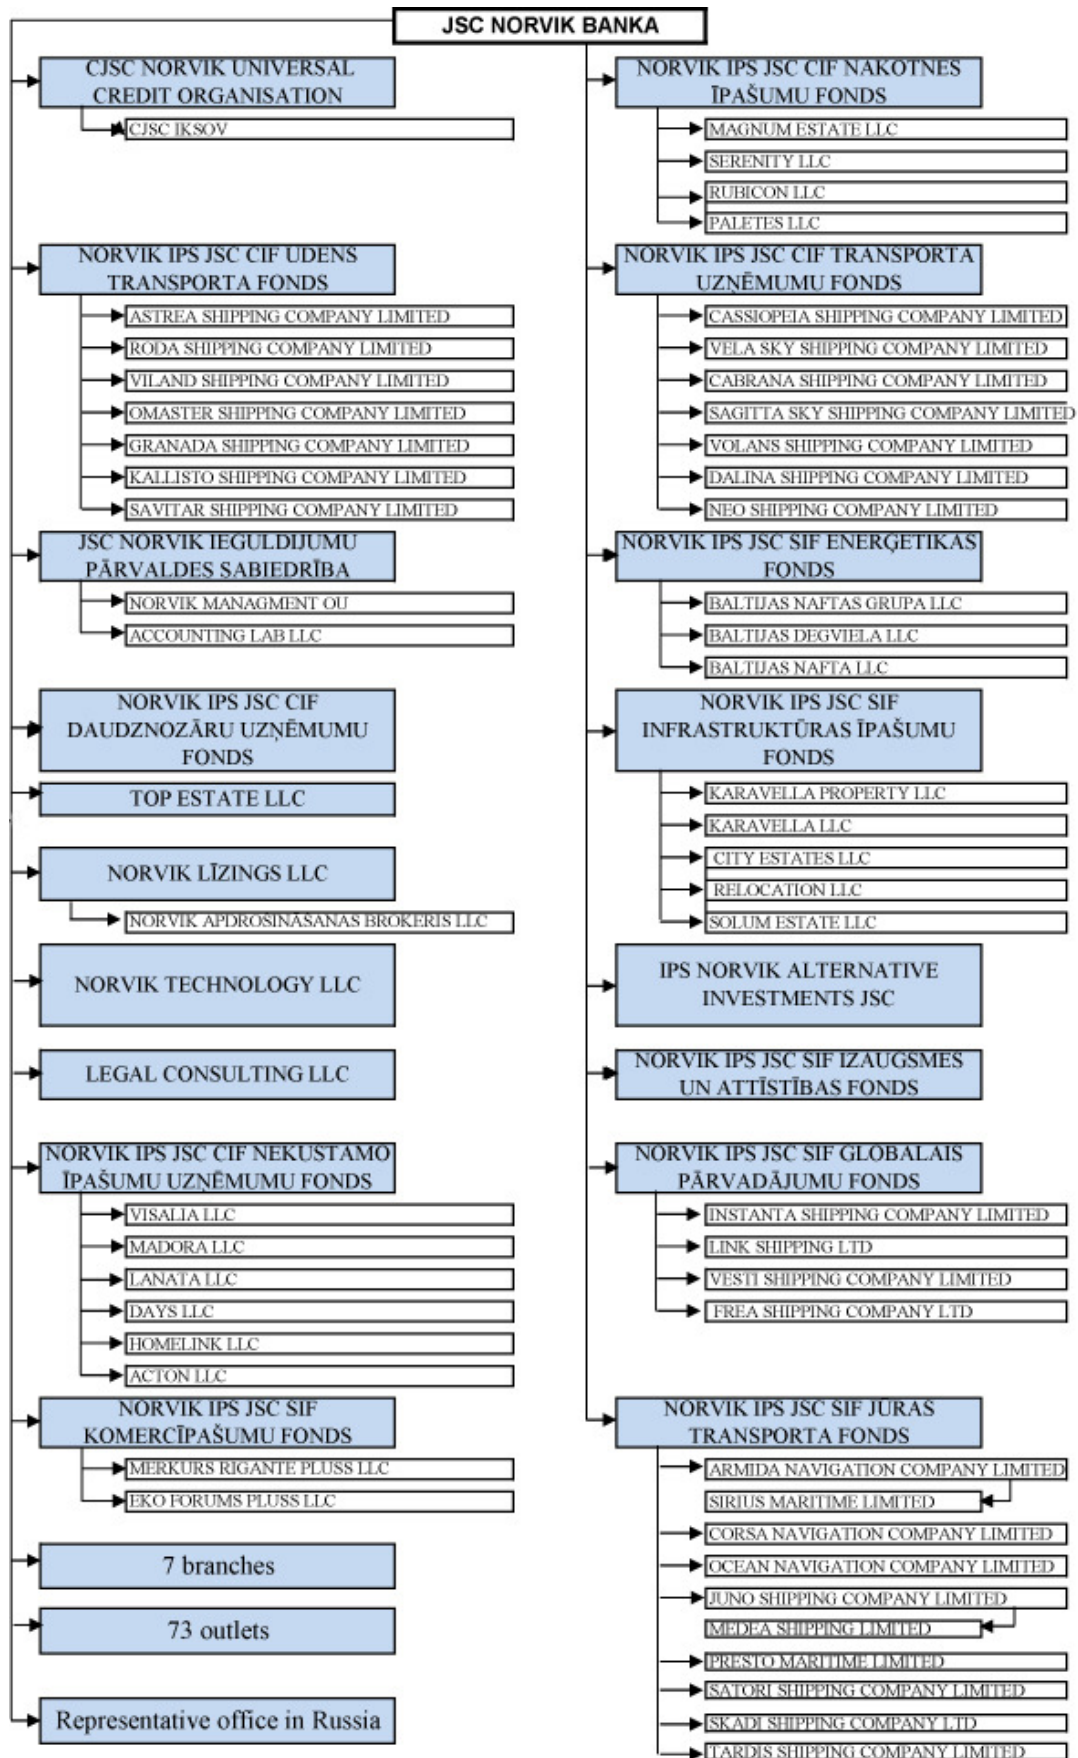 JSC NORVIK BANKA
CJSC NORVIK UNIVERSAL
CREDIT ORGANISATION
CJSC IKSOV
NORVIK IPS JSC CIF UDENS
TRANSPORTA FONDS
ASTREA SHIPPING COMPANY LIMITED
RODA SHIPPING COMPANY LIMITED
VILAND SHIPPING COMPANY LIMITED
OMASTER SHIPPING COMPANY LIMITED
GRANADA SHIPPING COMPANY LIMITED
KALLISTO SHIPPING COMPANY LIMITED
SAVITAR SHIPPING COMPANY LIMITED
JSC NORVIK IEGULDIJUMU
PĀRVALDES SABIEDRĪBA
NORVIK MANAGMENT OU
ACCOUNTING LAB LLC
NORVIK IPS JSC CIF
DAUDZNOZĀRU UZŅĒMUMU
FONDS
TOP ESTATE LLC
NORVIK LĪZINGS LLC
NORVIK APDROŠINĀŠANAS BROKERIS LLC
NORVIK TECHNOLOGY LLC
LEGAL CONSULTING LLC
NORVIK IPS JSC CIF NEKUSTAMO
ĪPAŠUMU UZŅĒMUMU FONDS
VISALIA LLC
MADORA LLC
LANATA LLC
DAYS LLC
HOMELINK LLC
ACTON LLC
NORVIK IPS JSC SIF
KOMERCĪPAŠUMU FONDS
MERKURS RIGANTE PLUSS LLC
EKO FORUMS PLUSS LLC
7 branches
73 outlets
Representative office in Russia
NORVIK IPS JSC CIF NAKOTNES
ĪPAŠUMU FONDS
MAGNUM ESTATE LLC
SERENITY LLC
RUBICON LLC
PALETES LLC
NORVIK IPS JSC CIF TRANSPORTA
UZŅĒMUMU FONDS
CASSIOPEIA SHIPPING COMPANY LIMITED
VELA SKY SHIPPING COMPANY LIMITED
CABRANA SHIPPING COMPANY LIMITED
SAGITTA SKY SHIPPING COMPANY LIMITED
VOLANS SHIPPING COMPANY LIMITED
DALINA SHIPPING COMPANY LIMITED
NEO SHIPPING COMPANY LIMITED
NORVIK IPS JSC SIF ENERĢETIKAS
FONDS
BALTIJAS NAFTAS GRUPA LLC
BALTIJAS DEGVIELA LLC
BALTIJAS NAFTA LLC
NORVIK IPS JSC SIF
INFRASTRUKTŪRAS ĪPAŠUMU
FONDS
KARAVELLA PROPERTY LLC
KARAVELLA LLC
CITY ESTATES LLC
RELOCATION LLC
SOLUM ESTATE LLC
IPS NORVIK ALTERNATIVE
INVESTMENTS JSC
NORVIK IPS JSC SIF IZAUGSMES
UN ATTĪSTĪBAS FONDS
NORVIK IPS JSC SIF GLOBALAIS
PĀRVADĀJUMU FONDS
INSTANTA SHIPPING COMPANY LIMITED
LINK SHIPPING LTD
VESTI SHIPPING COMPANY LIMITED
FREA SHIPPING COMPANY LTD
NORVIK IPS JSC SIF JŪRAS
TRANSPORTA FONDS
ARMIDA NAVIGATION COMPANY LIMITED
SIRIUS MARITIME LIMITED
CORSA NAVIGATION COMPANY LIMITED
OCEAN NAVIGATION COMPANY LIMITED
JUNO SHIPPING COMPANY LIMITED
MEDEA SHIPPING LIMITED
PRESTO MARITIME LIMITED
SATORI SHIPPING COMPANY LIMITED
SKADI SHIPPING COMPANY LTD
TARDIS SHIPPING COMPANY LIMITED